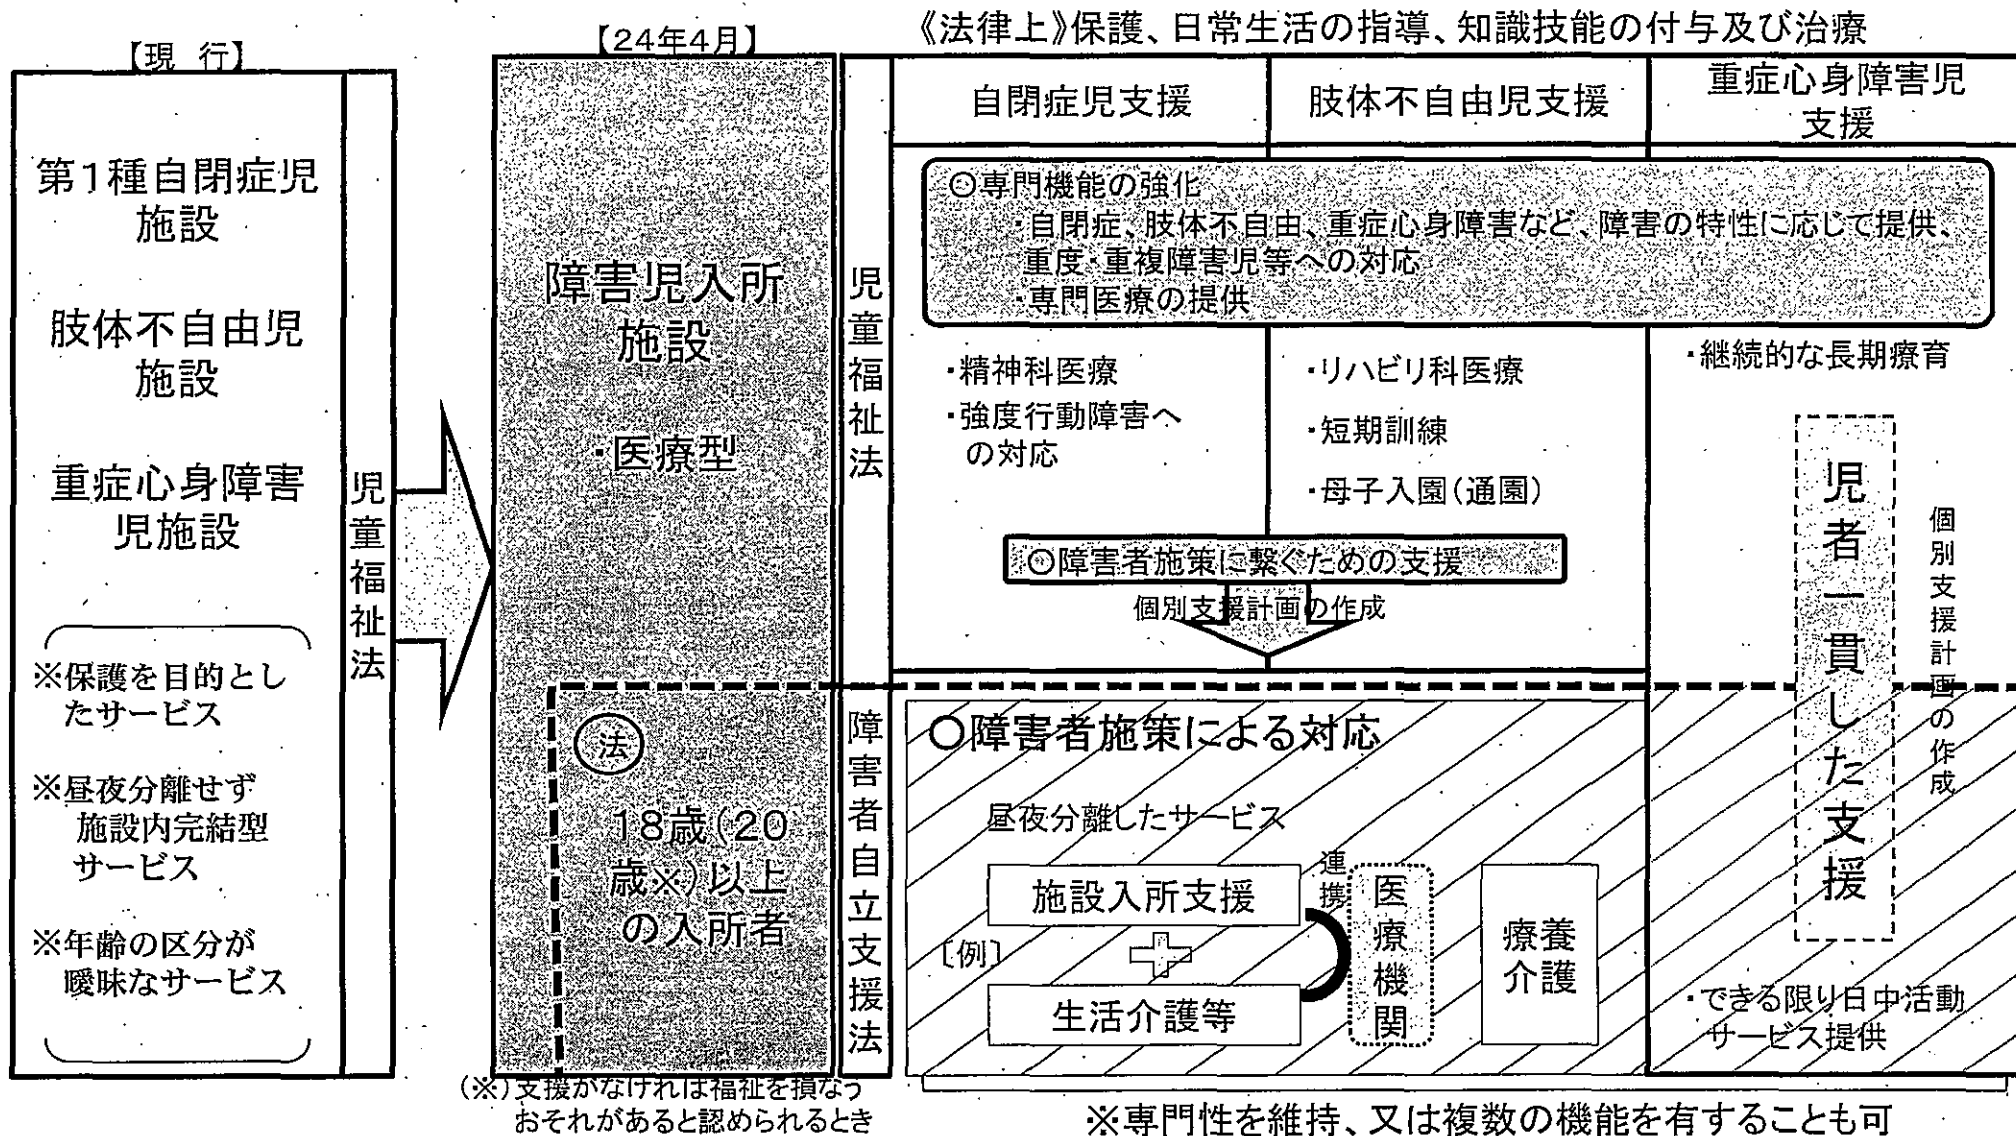 【現 行】
第1種自閉症児
施設
肢体不自由児
施設
重症心身障害
児施設
※保護を目的とし
たサービス
※昼夜分離せず
施設内完結型
サービス
※年齢の区分が
曖昧なサービス
児童福祉法
【24年4月】
障害児入所
施設
・医療型
法
18歳(20
歳※)以上
の入所者
(※)支援がなければ福祉を損なう
おそれがあると認められるとき
児童福祉法
障害者自立支援法
《法律上》保護、日常生活の指導、知識技能の付与及び治療
自閉症児支援
肢体不自由児支援
重症心身障害児
支援
○専門機能の強化
・自閉症、肢体不自由、重症心身障害など、障害の特性に応じて提供、
重度・重複障害児等への対応
・専門医療の提供
・精神科医療
・強度行動障害へ
の対応
・リハビリ科医療
・短期訓練
・母子入園(通園)
・継続的な長期療育
○障害者施策に繋ぐための支援
個別支援計画の作成
児者一貫した支援
個別支援計画の作成
○障害者施策による対応
昼夜分離したサービス
〔例〕
施設入所支援
生活介護等
連携
医療機関
療養
介護
・できる限り日中活動
サービス提供
※専門性を維持、又は複数の機能を有することも可